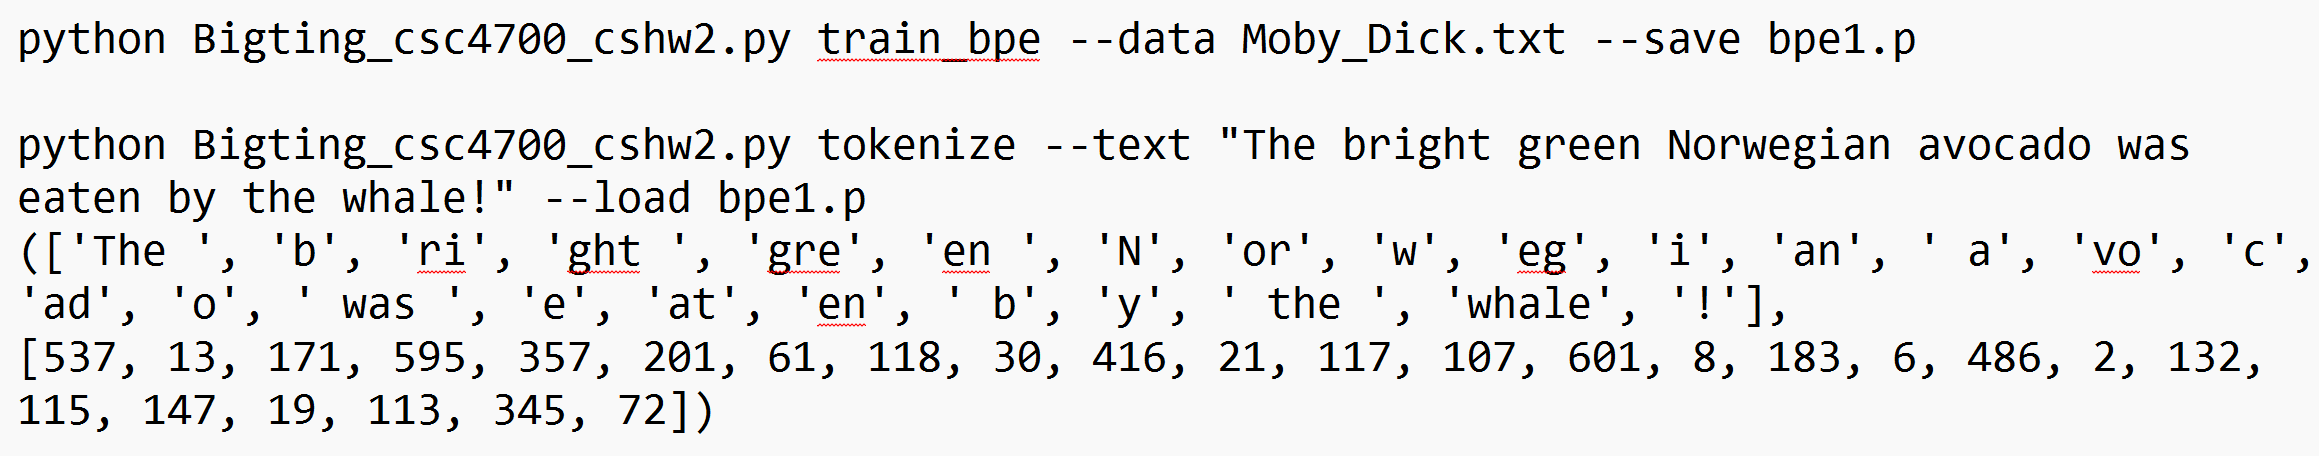 python Bigting_csc4700_cshw2.py train_bpe --data Moby_Dick.txt --save bpe1.p
python Bigting_csc4700_cshw2.py tokenize --text "The bright green Norwegian avocado was
eaten by the whale!" --load bpe1.p
(['The ', 'b', 'ri', 'ght ', 'gre', 'en ', 'N', 'or', 'w', 'eg', 'i', 'an', ' a', 'vo', 'c',
'ad', 'o', ' was ', 'e', 'at', 'en', ' b', 'y', ' the ', 'whale', '!'],
[537, 13, 171, 595, 357, 201, 61, 118, 30, 416, 21, 117, 107, 601, 8, 183, 6, 486, 2, 132,
115, 147, 19, 113, 345, 72])